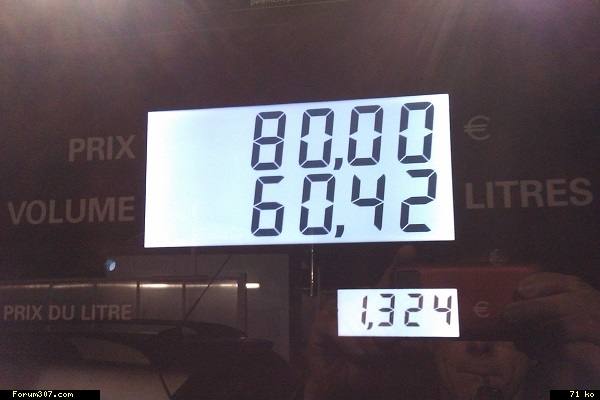 PRIX 80,00 €
VOLUME 60,42 LITRES
PRIX DU LITRE 1,324 €
Forum307.com 71 ko